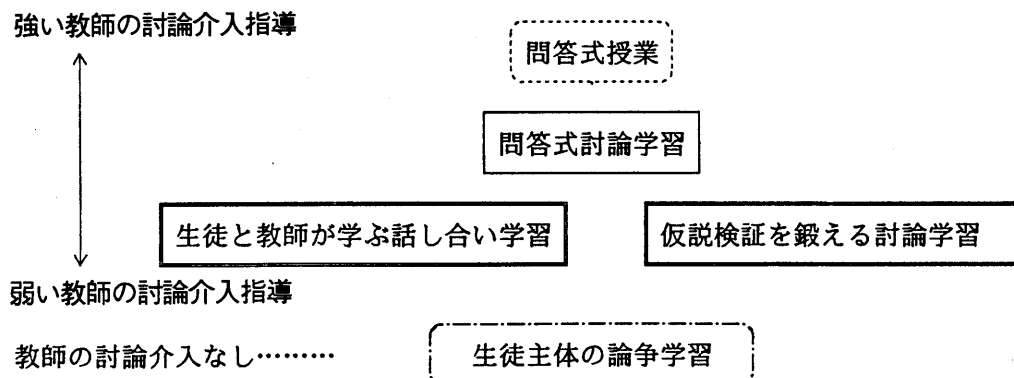 強い教師の討論介入指導
問答式授業
問答式討論学習
生徒と教師が学ぶ話し合い学習
仮説検証を鍛える討論学習
弱い教師の討論介入指導
教師の討論介入なし………
生徒主体の論争学習